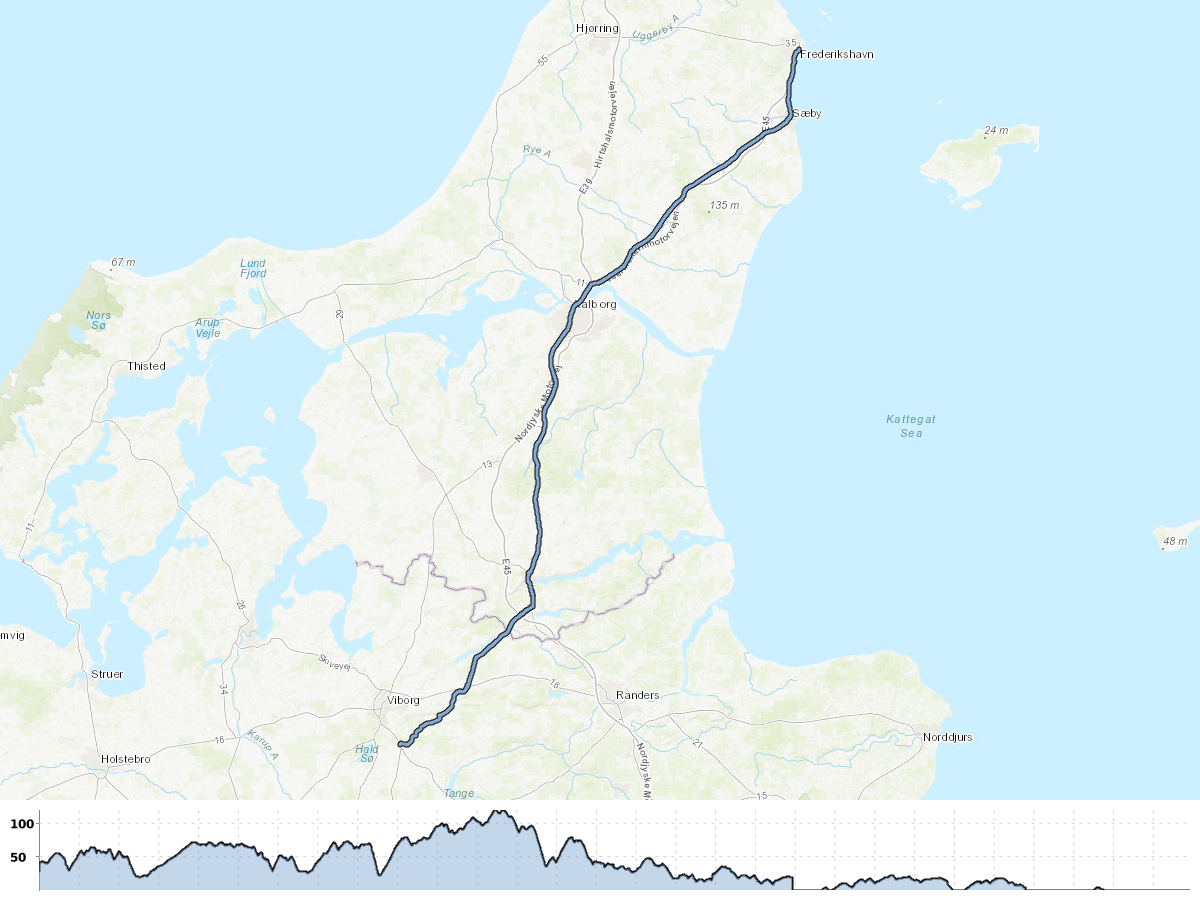 Hjørring
Uggerby A
35
Frederikshavn
55
Hirtshalsmotorvejen
E45
Sæby
24 m
Rye A
E39
135 m
67 m
Lund
Fjord
11
alborg
Nors
Sø
Arup
Vejle
29
Thisted
Nordjyske Motorvej
Kattegat
Sea
13
11
48 m
E45
26
mvig
Skivevej
Struer
34
16
Viborg
Randers
Karup A
16
Hald
Sø
21
Norddjurs
Holstebro
Nordjyske M
Tange
15
100
50